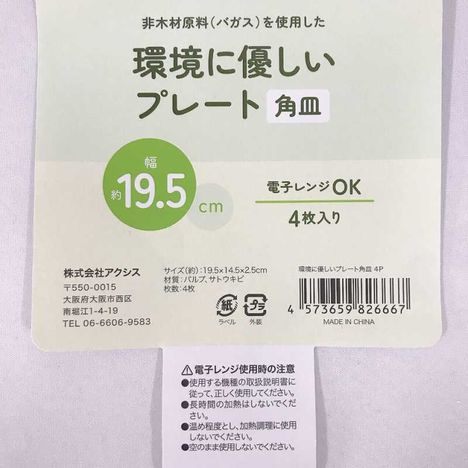 非木材原料（バガス）を使用した
環境に優しい
プレート 角皿
幅
約19.5cm
電子レンジOK
4枚入り
株式会社アクシス
〒550-0015
大阪府大阪市西区
南堀江1-4-19
TEL 06-6606-9583
サイズ(約)：19.5×14.5×2.5cm
材質：パルプ、サトウキビ
枚数：4枚
紙
ラベル
プラ
外装
環境に優しいプレート角皿 4P
4 573659 826667
MADE IN CHINA
⚠電子レンジ使用時の注意
●使用する機種の取扱説明書に
従って、正しく使用してください。
●長時間の加熱はしないでくだ
さい。
●温め程度とし、加熱調理に使用
しないでください。
●空のまま使用しないでください。